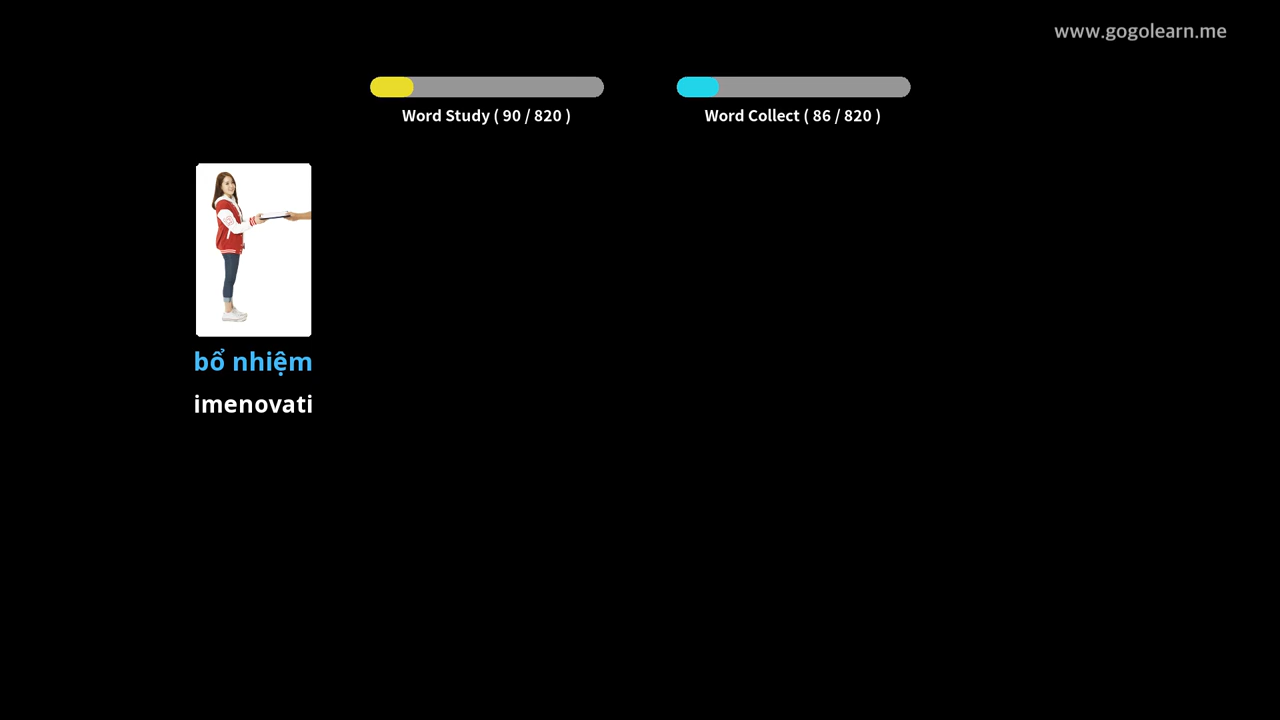 www.gogolearn.me
Word Study ( 90 / 820 )
Word Collect ( 86 / 820 )
bổ nhiệm
imenovati